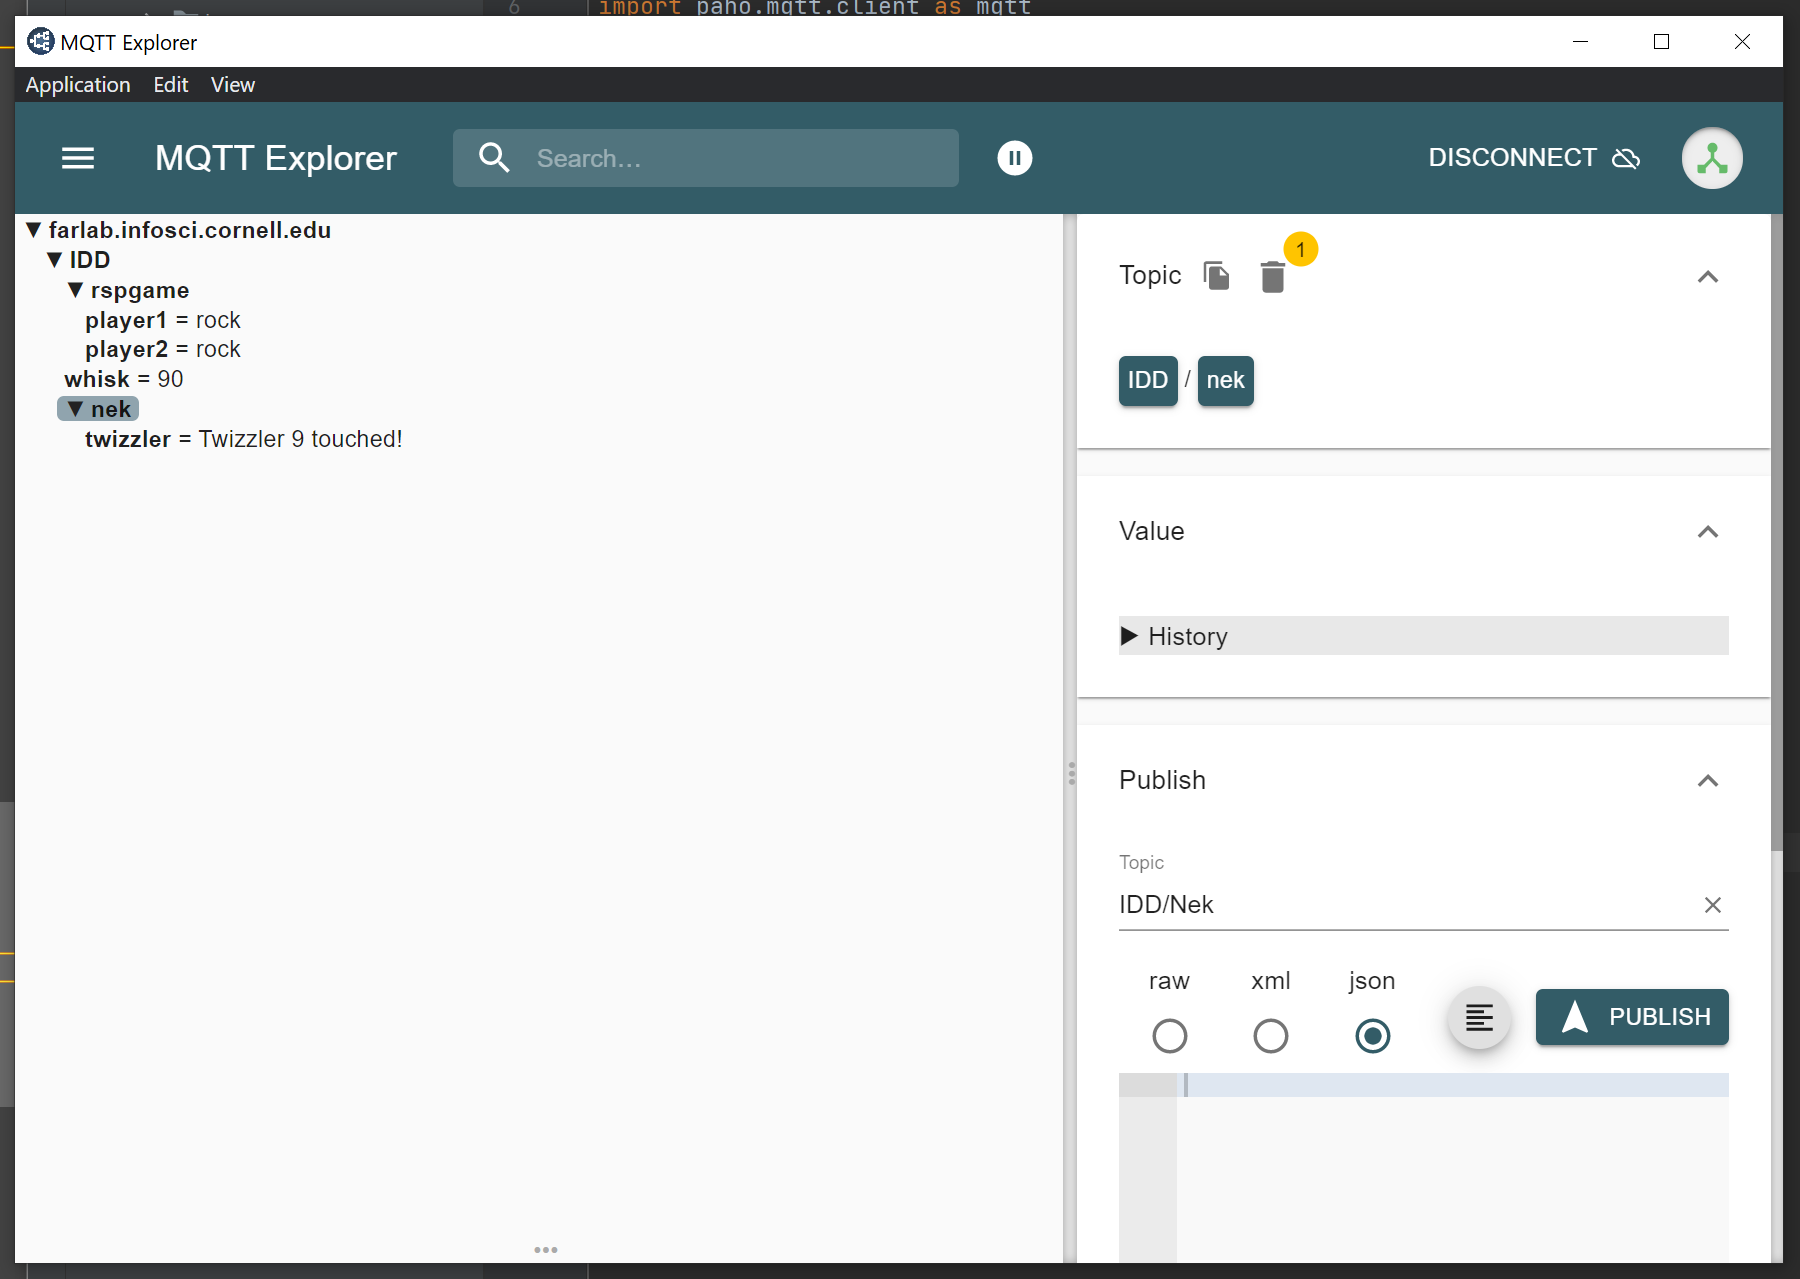 6 import paho.mqtt.client as mqtt
MQTT Explorer
Application Edit View
MQTT Explorer Search... DISCONNECT
▼ farlab.infosci.cornell.edu
▼ IDD
▼ rspgame
player1 = rock
player2 = rock
whisk = 90
▼ nek
twizzler = Twizzler 9 touched!
Topic 1
IDD / nek
Value
▶ History
Publish
Topic
IDD/Nek
raw xml json
PUBLISH